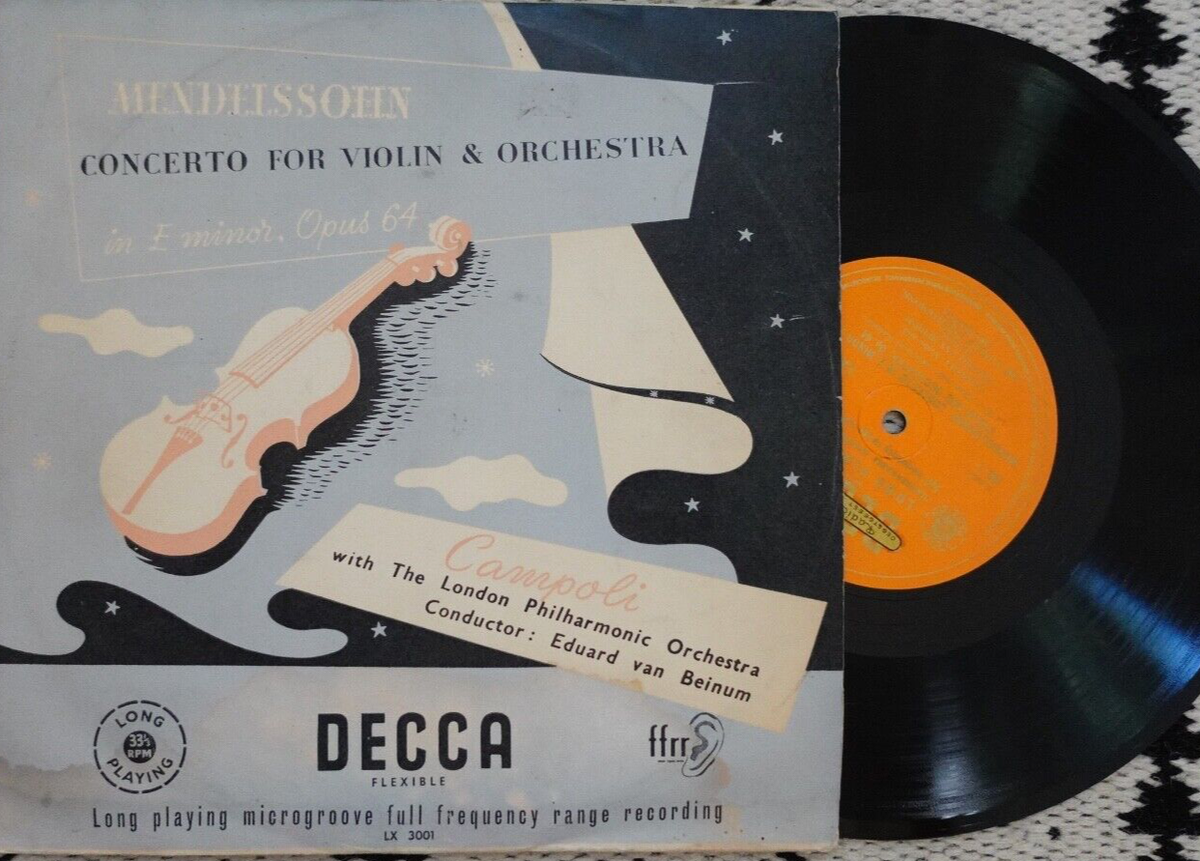 MENDELSSOHN
CONCERTO FOR VIOLIN & ORCHESTRA
in E minor, Opus 64
Campoli
with The London Philharmonic Orchestra
Conductor: Eduard van Beinum
LONG
33⅓
RPM
PLAYING
DECCA
FLEXIBLE
ffrr
Long playing microgroove full frequency range recording
LX 3001